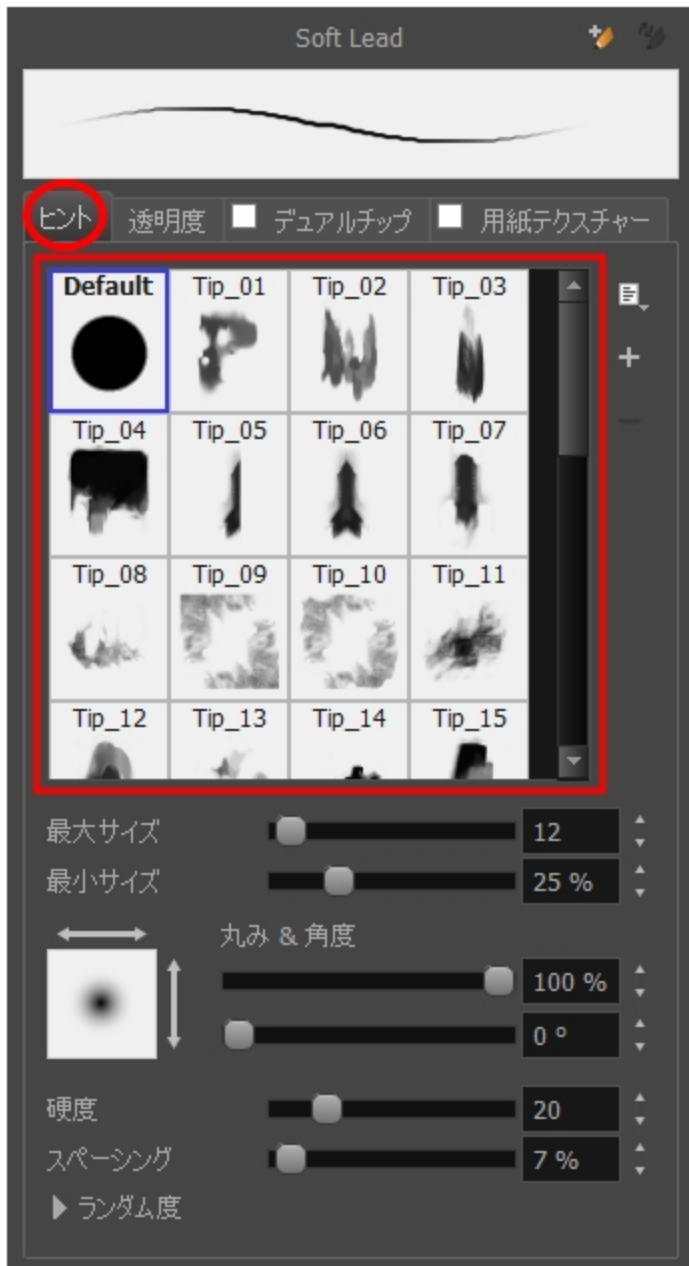 Soft Lead
ヒント 透明度 デュアルチップ 用紙テクスチャー
Default Tip_01 Tip_02 Tip_03
Tip_04 Tip_05 Tip_06 Tip_07
Tip_08 Tip_09 Tip_10 Tip_11
Tip_12 Tip_13 Tip_14 Tip_15
最大サイズ 12
最小サイズ 25 %
丸み & 角度
100 %
0 °
硬度 20
スペーシング 7 %
ランダム度